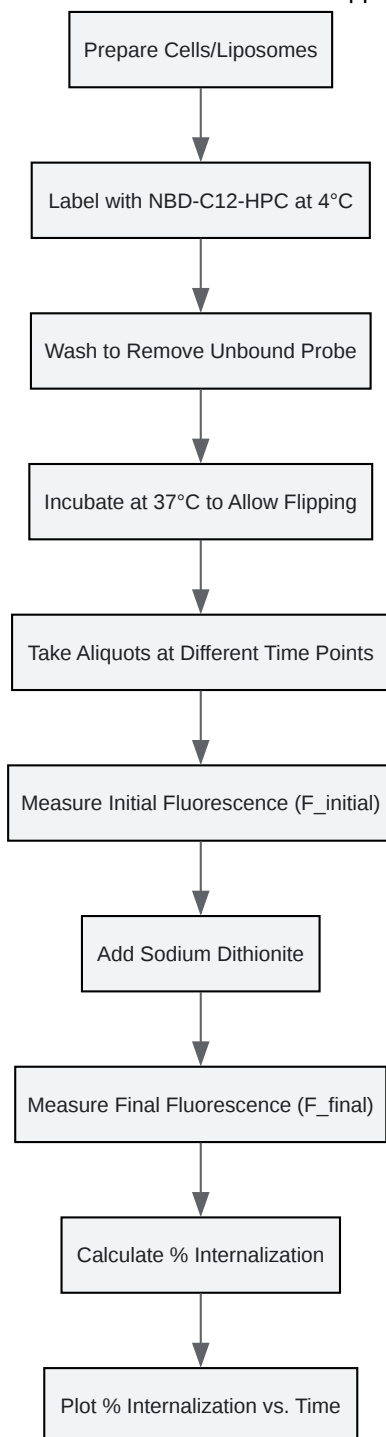 Prepare Cells/Liposomes
Label with NBD-C12-HPC at 4°C
Wash to Remove Unbound Probe
Incubate at 37°C to Allow Flipping
Take Aliquots at Different Time Points
Measure Initial Fluorescence (F_initial)
Add Sodium Dithionite
Measure Final Fluorescence (F_final)
Calculate % Internalization
Plot % Internalization vs. Time